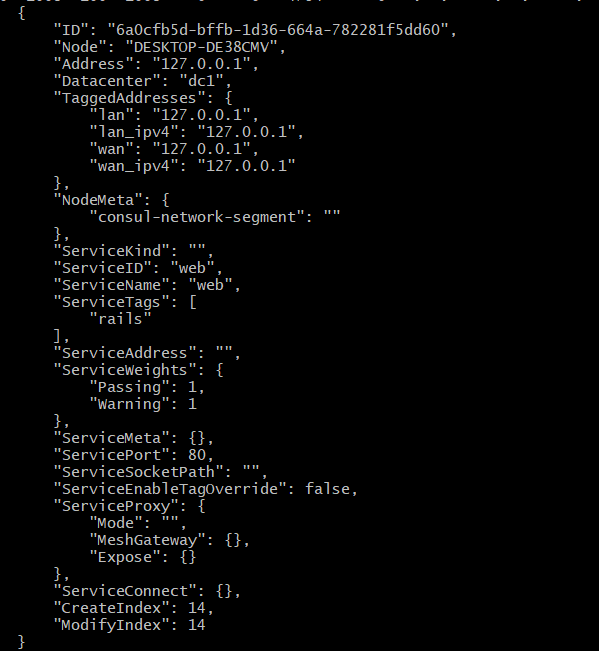 {
    "ID": "6a0cfb5d-bffb-1d36-664a-782281f5dd60",
    "Node": "DESKTOP-DE38CMV",
    "Address": "127.0.0.1",
    "Datacenter": "dc1",
    "TaggedAddresses": {
        "lan": "127.0.0.1",
        "lan_ipv4": "127.0.0.1",
        "wan": "127.0.0.1",
        "wan_ipv4": "127.0.0.1"
    },
    "NodeMeta": {
        "consul-network-segment": ""
    },
    "ServiceKind": "",
    "ServiceID": "web",
    "ServiceName": "web",
    "ServiceTags": [
        "rails"
    ],
    "ServiceAddress": "",
    "ServiceWeights": {
        "Passing": 1,
        "Warning": 1
    },
    "ServiceMeta": {},
    "ServicePort": 80,
    "ServiceSocketPath": "",
    "ServiceEnableTagOverride": false,
    "ServiceProxy": {
        "Mode": "",
        "MeshGateway": {},
        "Expose": {}
    },
    "ServiceConnect": {},
    "CreateIndex": 14,
    "ModifyIndex": 14
}